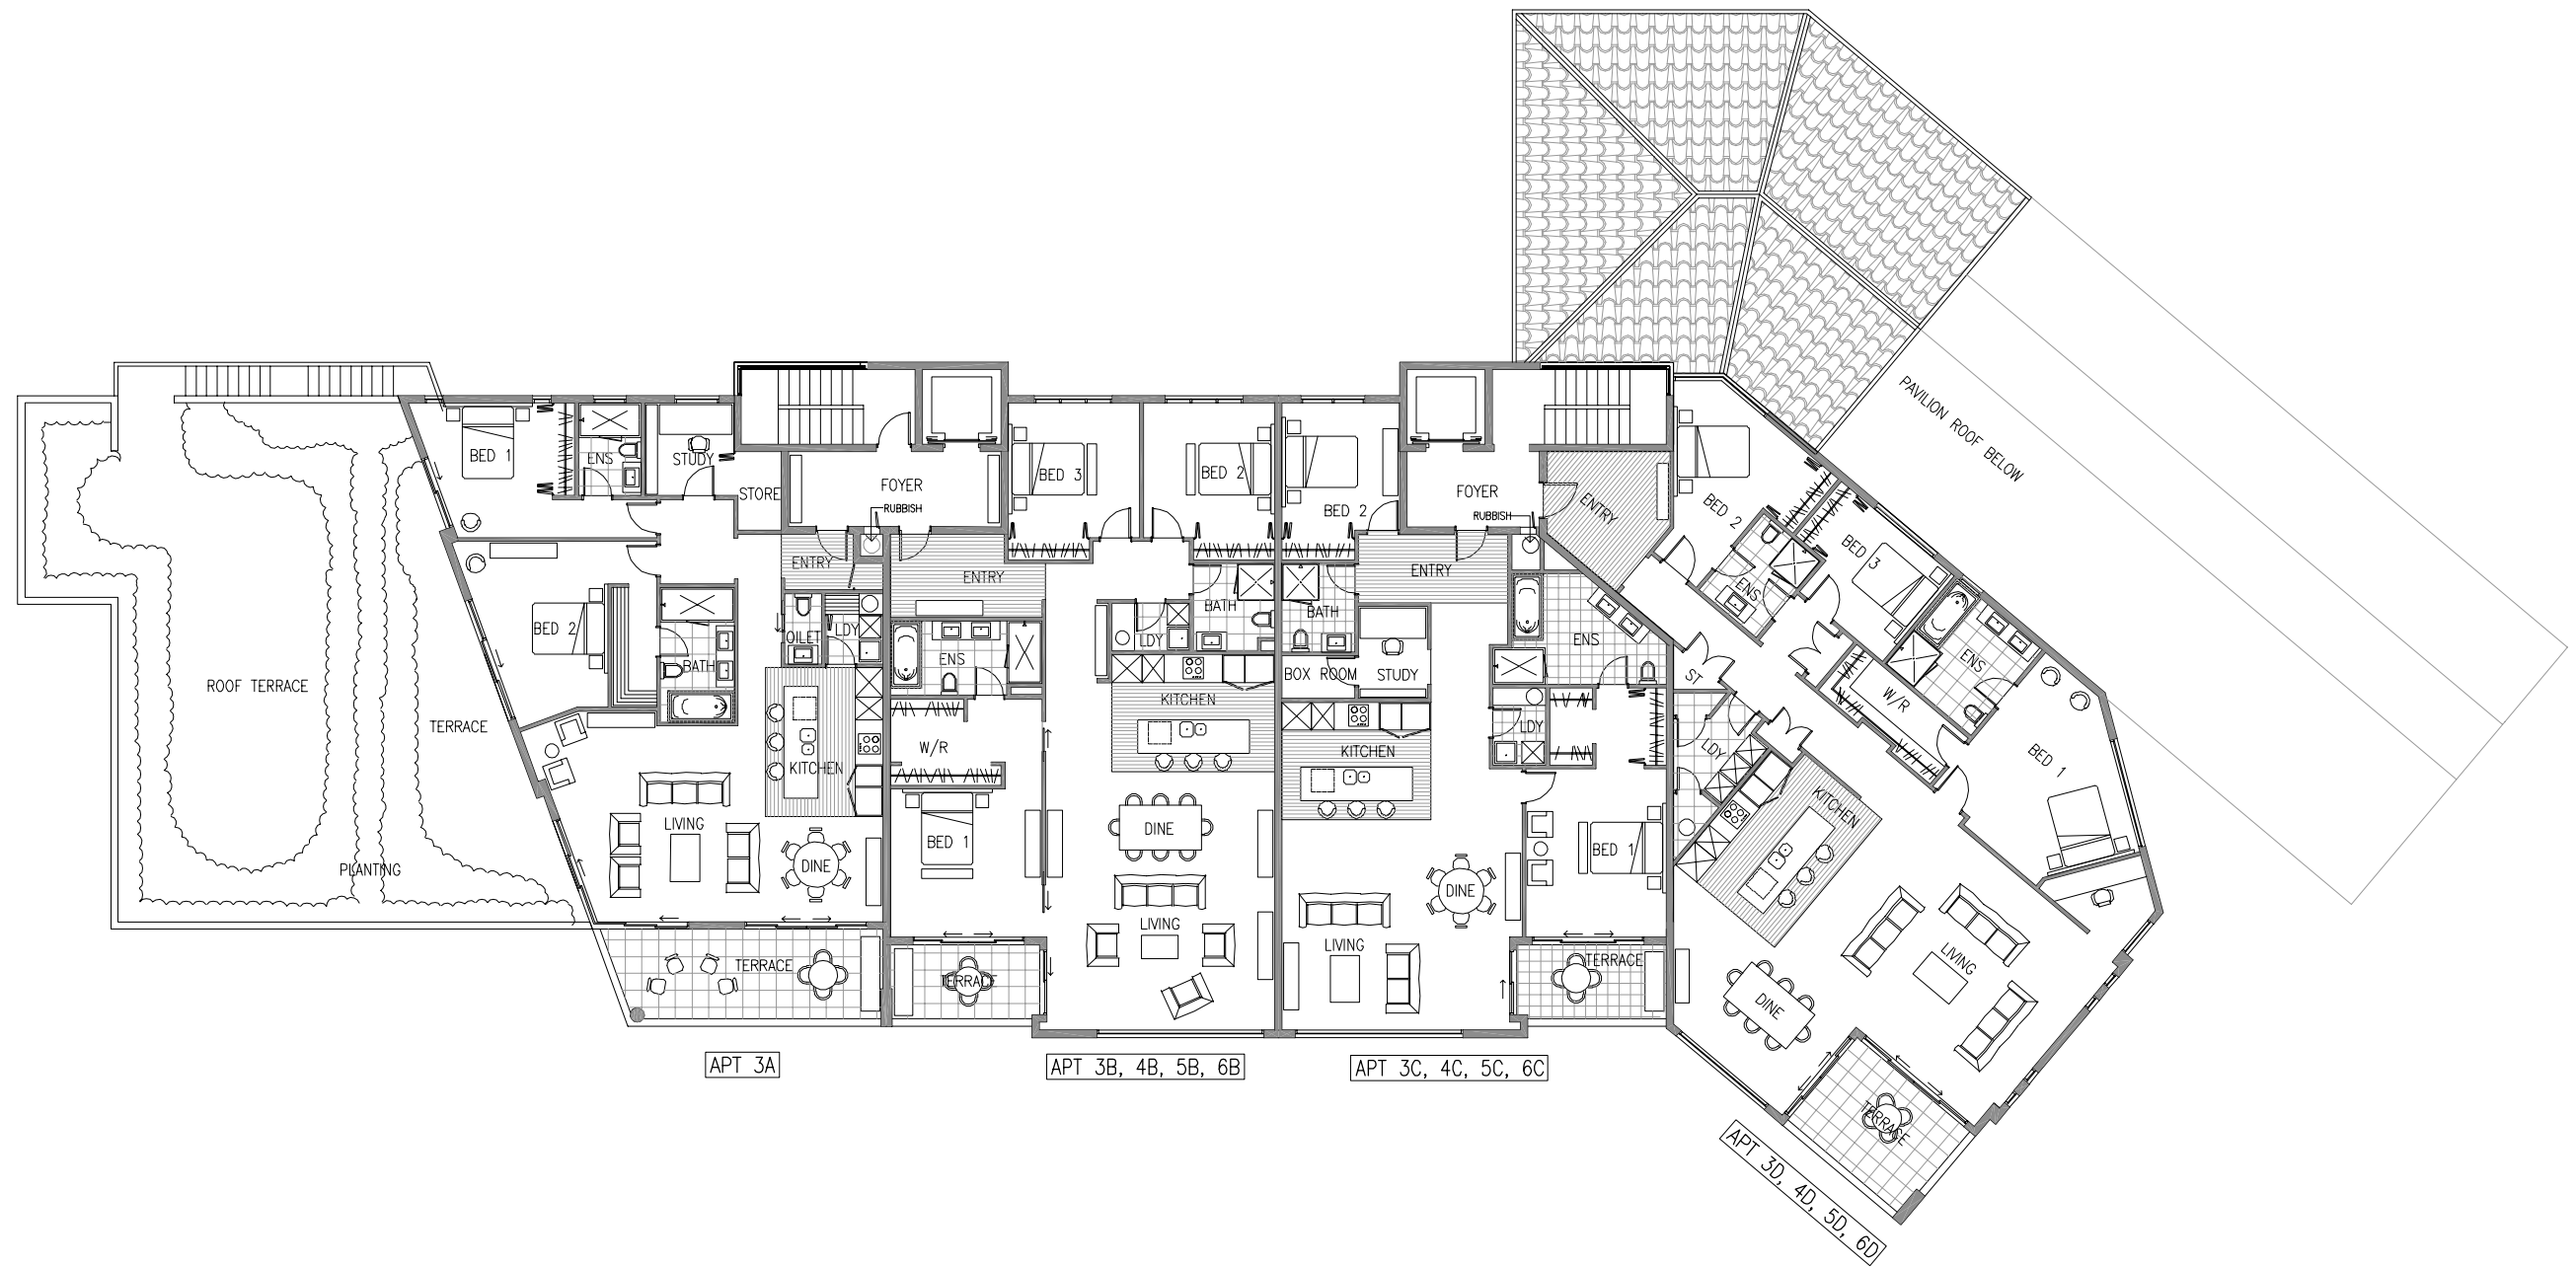 PAVILION ROOF BELOW
ROOF TERRACE
PLANTING
TERRACE
BED 1
ENS
STUDY
STORE
BED 2
BATH
ENTRY
OILET
LDY
KITCHEN
LIVING
DINE
TERRACE
APT 3A
FOYER
RUBBISH
ENTRY
BED 3
BED 2
BATH
LDY
ENS
W/R
BED 1
KITCHEN
DINE
LIVING
TERRACE
APT 3B, 4B, 5B, 6B
BED 2
FOYER
RUBBISH
ENTRY
BATH
BOX ROOM
STUDY
ENS
LDY
KITCHEN
BED 1
DINE
LIVING
TERRACE
APT 3C, 4C, 5C, 6C
ENTRY
BED 2
BED 3
ENS
ENS
ST
W/R
LDY
BED 1
KITCHEN
LIVING
DINE
TERRACE
APT 3D, 4D, 5D, 6D